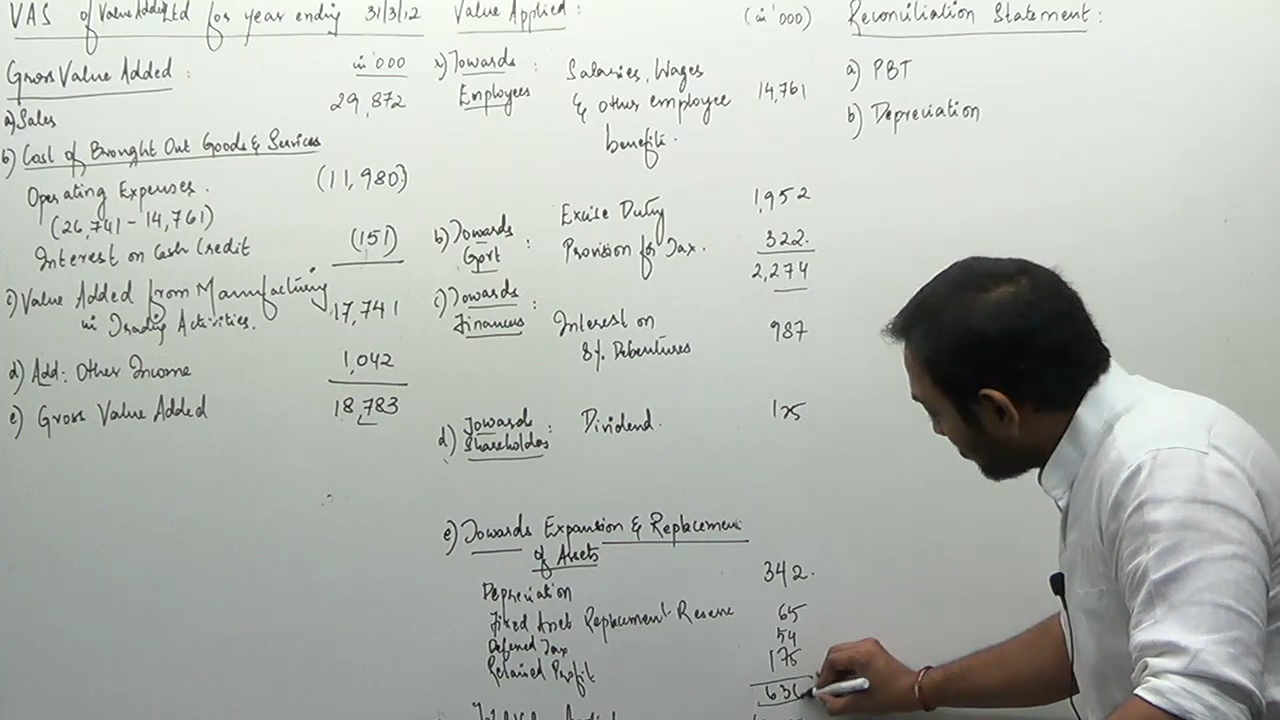 VAS of Value Adding Ltd for year ending 31/3/12
Gross Value Added :
in '000
a) Sales 29,872
b) Cost of Brought Out Goods & Services
Operating Expenses. (11,980)
(26,741 - 14,761)
Interest on Cash Credit (151)
c) Value Added from Manufacturing 17,741
in Trading Activities.
d) Add: Other Income 1,042
e) Gross Value Added 18,783
Value Applied :
(in '000)
a) Towards Employees : Salaries, Wages
& other employee 14,761
benefits.
b) Towards Govt : Excise Duty 1,952
Provision for Tax. 322.
2,274
c) Towards
Financers : Interest on 987
8% Debentures
d) Towards Shareholders : Dividend. 125
e) Towards Expansion & Replacement
of Assets
Depreciation 342.
Fixed Asset Replacement Reserve 65
Deferred Tax 54
Retained Profit 175
636
Reconciliation Statement :
a) PBT
b) Depreciation